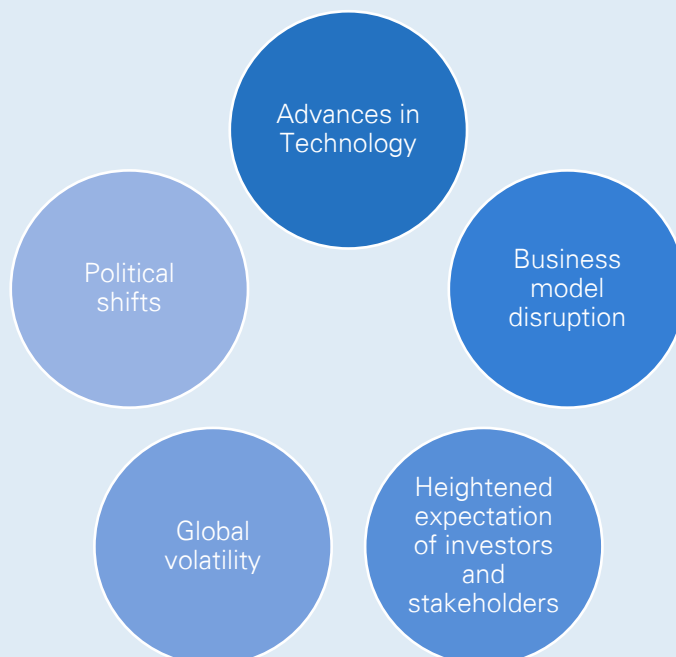 Advances in
Technology
Business
model
disruption
Heightened
expectation
of investors
and
stakeholders
Global
volatility
Political
shifts